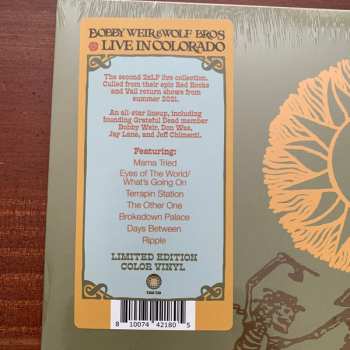 BOBBY WEIR & WOLF BROS
LIVE IN COLORADO
The second 2xLP live collection.
Culled from their epic Red Rocks
and Vail return shows from
summer 2021.
An all-star lineup, including
founding Grateful Dead member
Bobby Weir, Don Was,
Jay Lane, and Jeff Chimenti.
Featuring:
Mama Tried
Eyes of The World/
What's Going On
Terrapin Station
The Other One
Brokedown Palace
Days Between
Ripple
LIMITED EDITION
COLOR VINYL
8 10074 42180 5